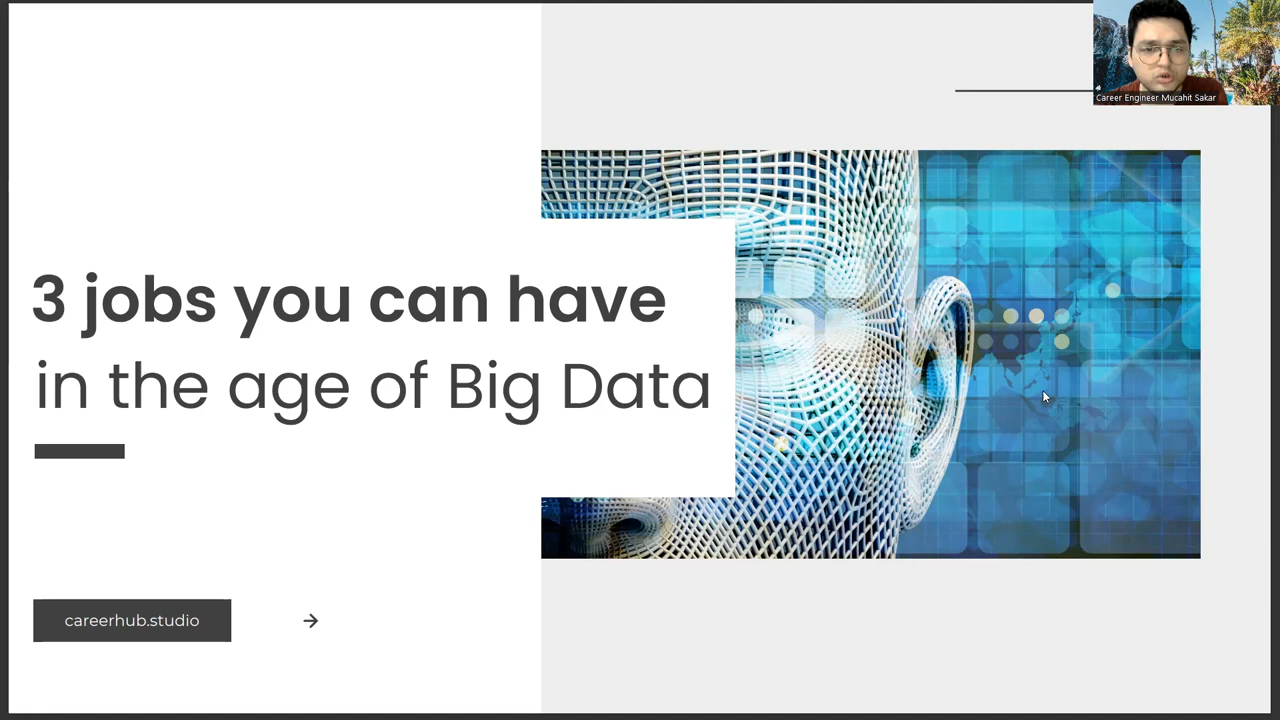 Career Engineer Mucahit Sakar
3 jobs you can have
in the age of Big Data
careerhub.studio